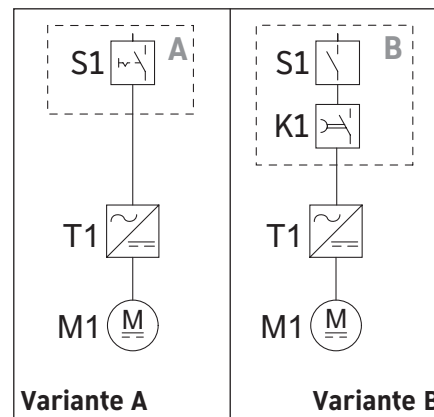 S1 A
T1
M1 M
Variante A
S1 B
K1
T1
M1 M
Variante B